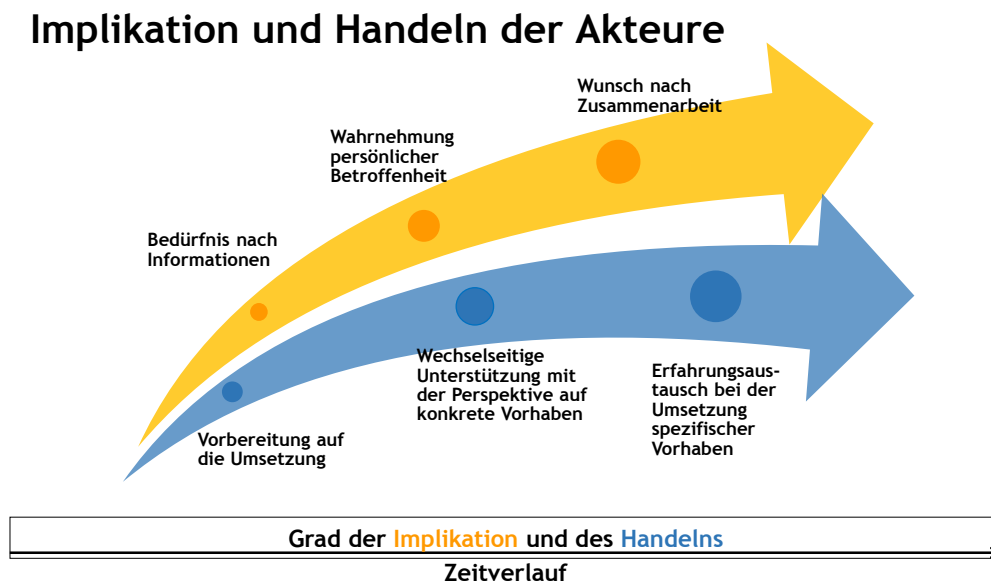 Implikation und Handeln der Akteure
Wunsch nach
Zusammenarbeit
Wahrnehmung
persönlicher
Betroffenheit
Bedürfnis nach
Informationen
Wechselseitige
Unterstützung mit
der Perspektive auf
konkrete Vorhaben
Erfahrungsaus-
tausch bei der
Umsetzung
spezifischer
Vorhaben
Vorbereitung auf
die Umsetzung
Grad der Implikation und des Handelns
Zeitverlauf